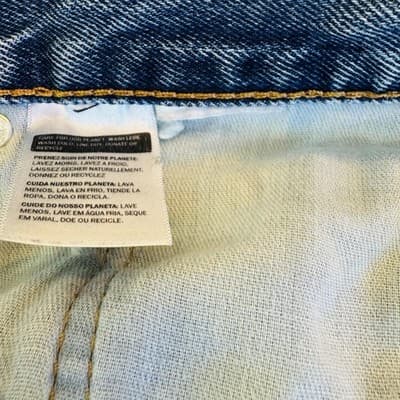 CARE FOR OUR PLANET: WASH LESS,
WASH COLD, LINE DRY, DONATE OR
RECYCLE.
PRENEZ SOIN DE NOTRE PLANETE:
LAVEZ MOINS, LAVEZ A FROID,
LAISSEZ SECHER NATURELLEMENT,
DONNEZ OU RECYCLEZ
CUIDA NUESTRO PLANETA: LAVA
MENOS, LAVA EN FRIO, TIENDE LA
ROPA, DONA O RECICLA.
CUIDE DO NOSSO PLANETA: LAVE
MENOS, LAVE EM ÁGUA FRIA, SEQUE
EM VARAL, DOE OU RECICLE.